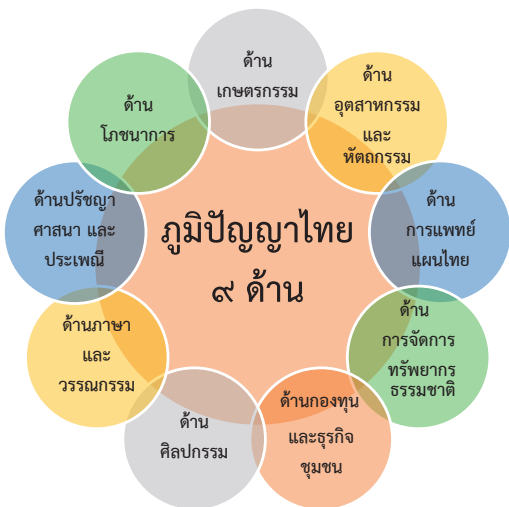 ภูมิปัญญาไทย
๙ ด้าน
ด้าน
เกษตรกรรม
ด้าน
อุตสาหกรรม
และ
หัตถกรรม
ด้าน
การแพทย์
แผนไทย
ด้าน
การจัดการ
ทรัพยากร
ธรรมชาติ
ด้านกองทุน
และธุรกิจ
ชุมชน
ด้าน
ศิลปกรรม
ด้านภาษา
และ
วรรณกรรม
ด้านปรัชญา
ศาสนา และ
ประเพณี
ด้าน
โภชนาการ